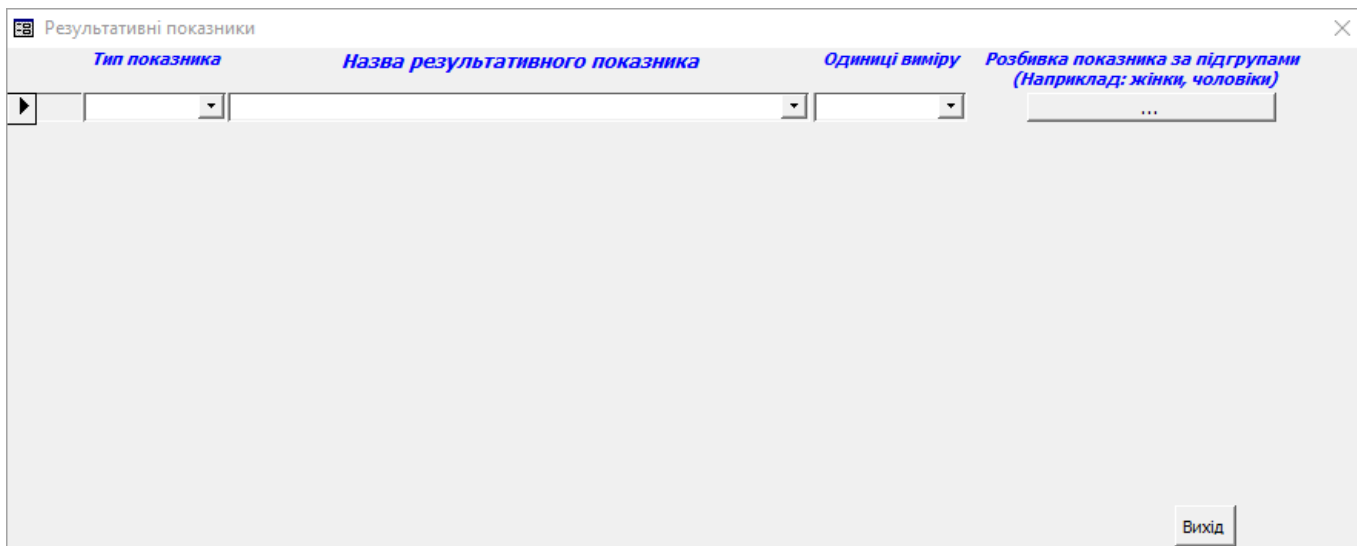 Результативні показники
Тип показника
Назва результативного показника
Одиниці виміру
Розбивка показника за підгрупами
(Наприклад: жінки, чоловіки)
...
Вихід